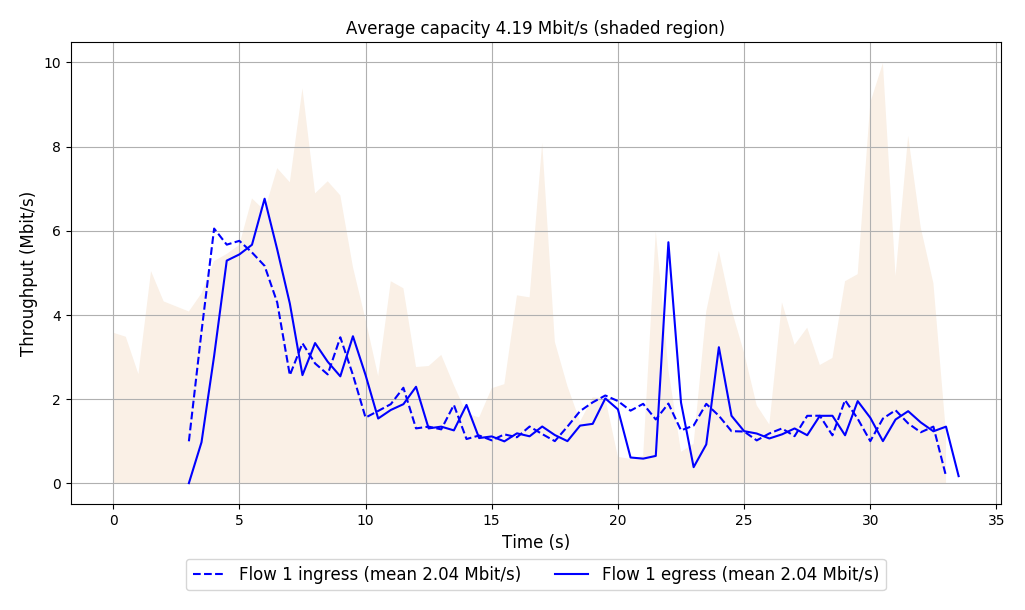 Average capacity 4.19 Mbit/s (shaded region)
10
8
6
4
2
0
Throughput (Mbit/s)
0 5 10 15 20 25 30 35
Time (s)
Flow 1 ingress (mean 2.04 Mbit/s) Flow 1 egress (mean 2.04 Mbit/s)